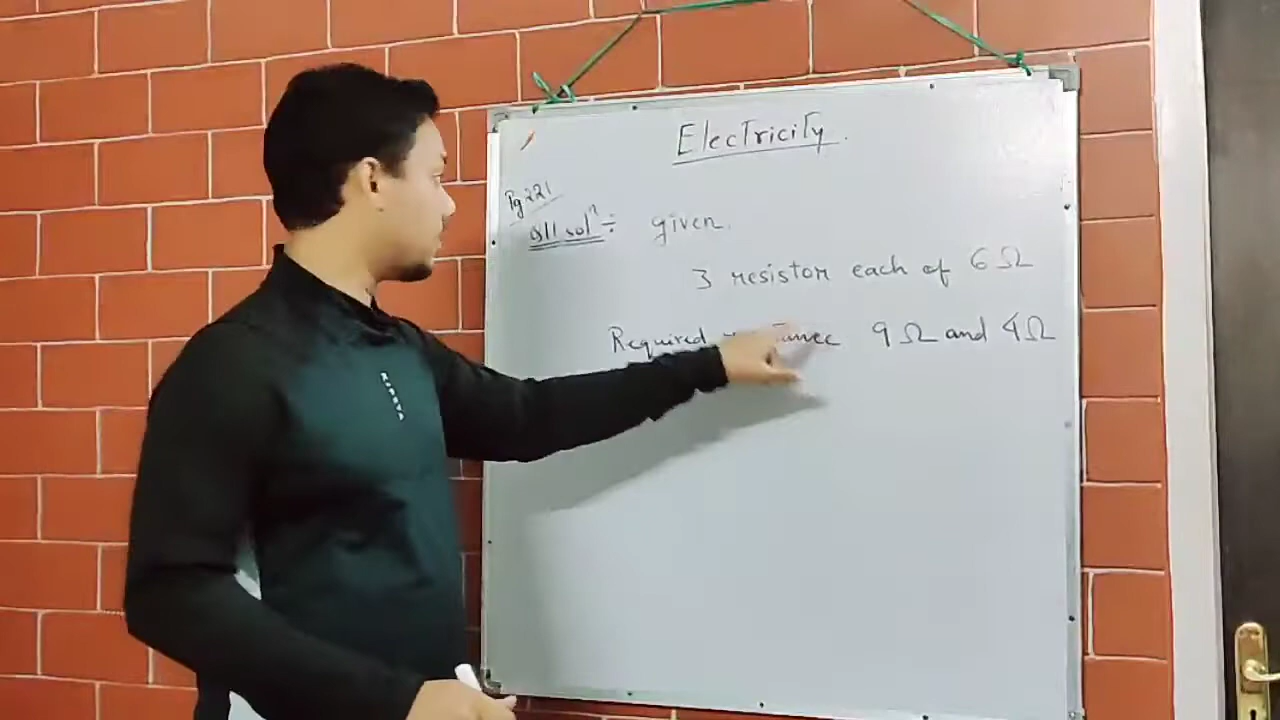 Electricity.
Pg 221
Q11 solⁿ ÷ given.
3 resistor each of 6 Ω
Required 9 Ω and 4 Ω